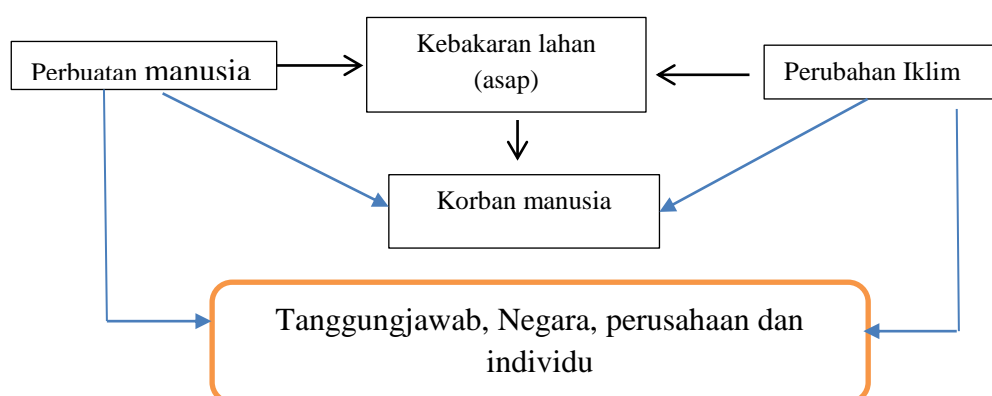 Perbuatan manusia
Kebakaran lahan
(asap)
Perubahan Iklim
Korban manusia
Tanggungjawab, Negara, perusahaan dan
individu